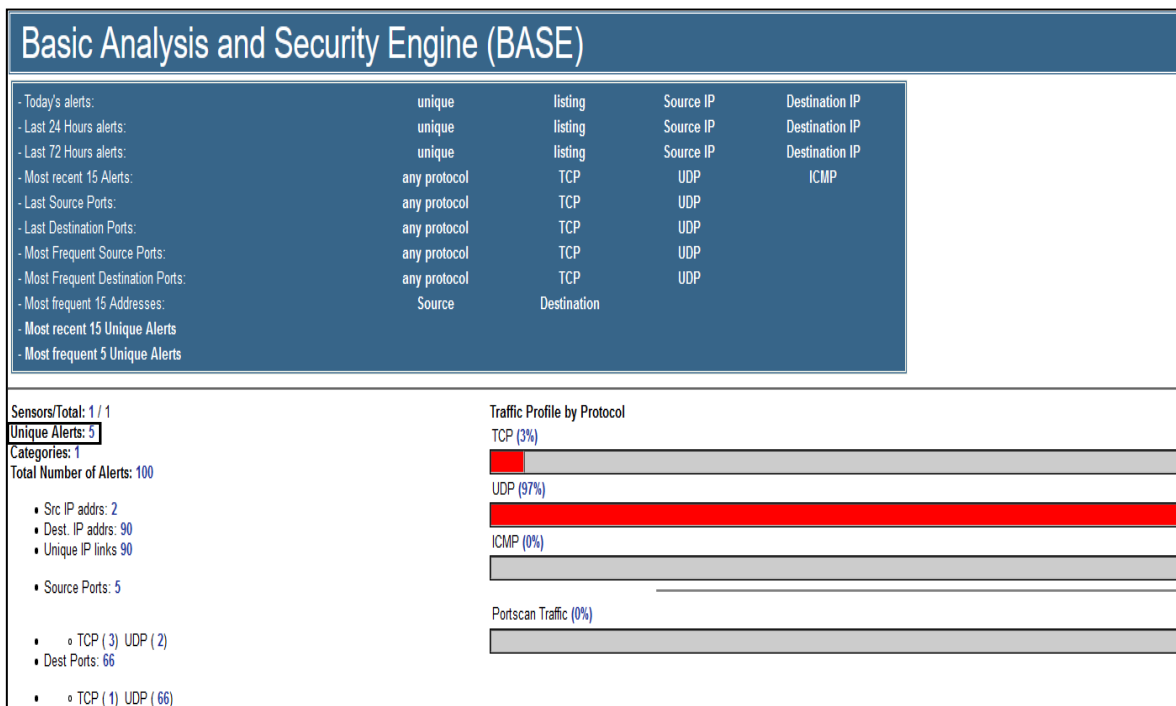 Basic Analysis and Security Engine (BASE)
- Today's alerts: unique listing Source IP Destination IP
- Last 24 Hours alerts: unique listing Source IP Destination IP
- Last 72 Hours alerts: unique listing Source IP Destination IP
- Most recent 15 Alerts: any protocol TCP UDP ICMP
- Last Source Ports: any protocol TCP UDP
- Last Destination Ports: any protocol TCP UDP
- Most Frequent Source Ports: any protocol TCP UDP
- Most Frequent Destination Ports: any protocol TCP UDP
- Most frequent 15 Addresses: Source Destination
- Most recent 15 Unique Alerts
- Most frequent 5 Unique Alerts
Sensors/Total: 1 / 1
Unique Alerts: 5
Categories: 1
Total Number of Alerts: 100
• Src IP addrs: 2
• Dest. IP addrs: 90
• Unique IP links 90
• Source Ports: 5
• ◦ TCP ( 3) UDP ( 2)
• Dest Ports: 66
• ◦ TCP ( 1) UDP ( 66)
Traffic Profile by Protocol
TCP (3%)
UDP (97%)
ICMP (0%)
Portscan Traffic (0%)